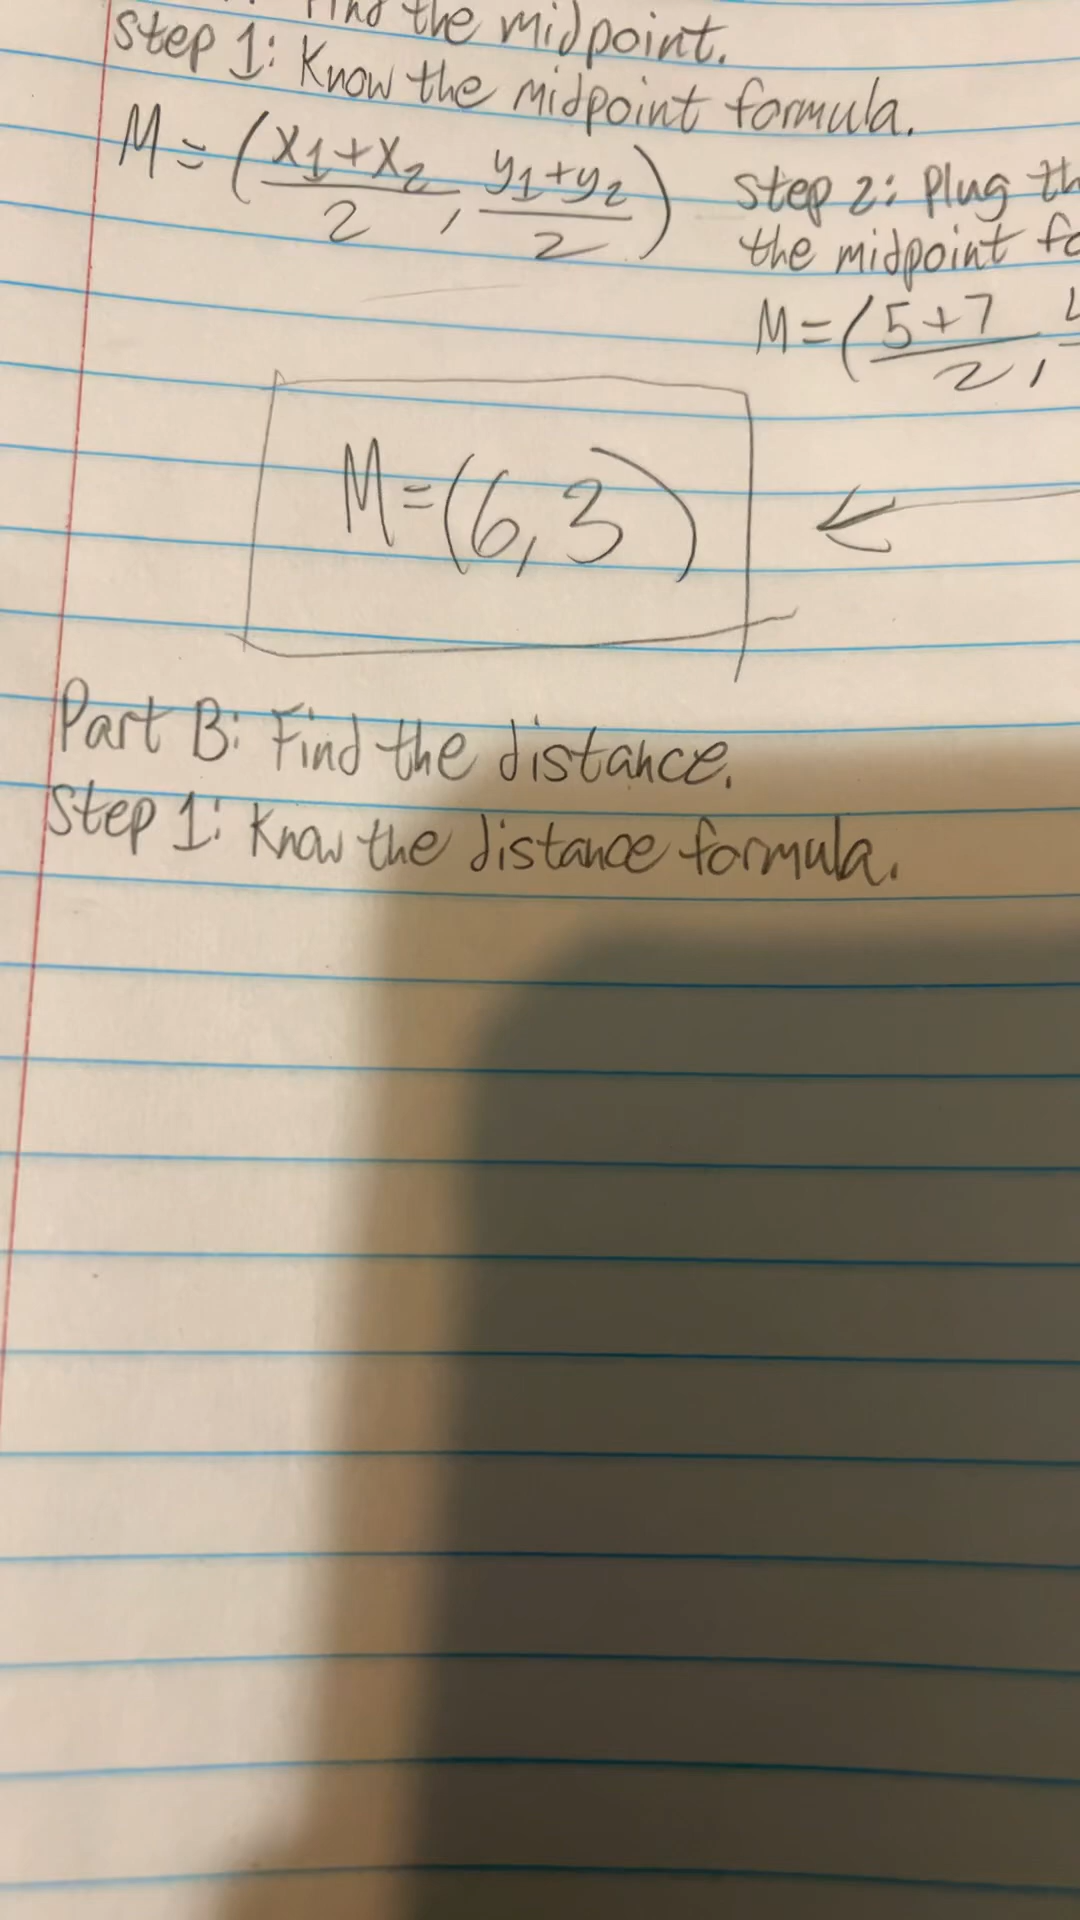 Find the midpoint.
Step 1: Know the midpoint formula.
M = (x1+x2/2, y1+y2/2)
Step 2: Plug
the midpoint
M=(5+7/2,
M=(6,3)
Part B: Find the distance.
Step 1: Know the distance formula.